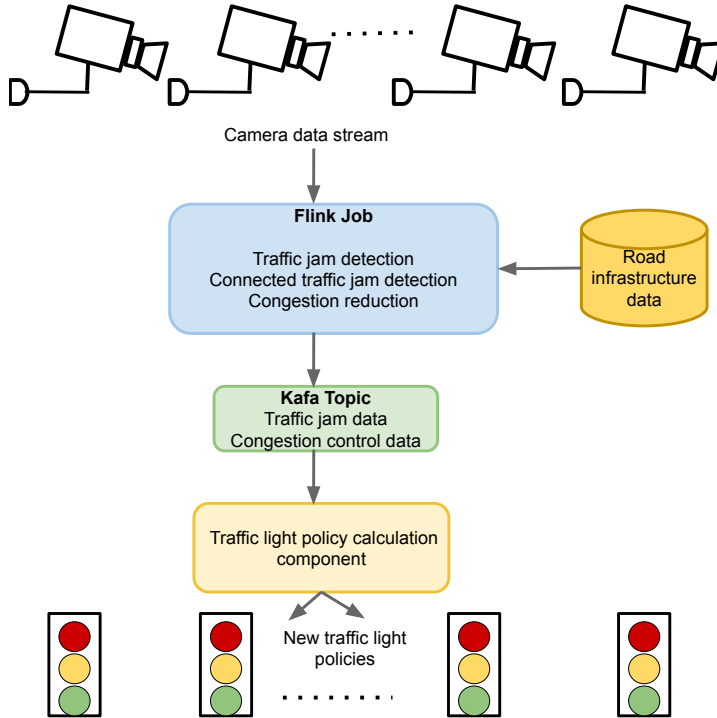 Camera data stream
Flink Job
Traffic jam detection
Connected traffic jam detection
Congestion reduction
Road
infrastructure
data
Kafa Topic
Traffic jam data
Congestion control data
Traffic light policy calculation
component
New traffic light
policies